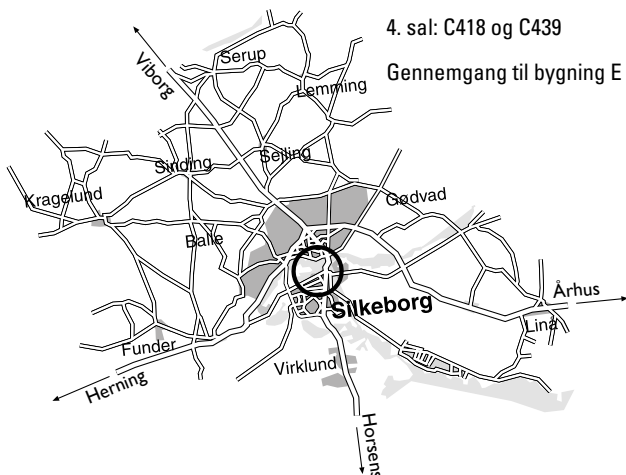 4. sal: C418 og C439
Gennemgang til bygning E
Viborg
Serup
Lemming
Sinding
Sejling
Kragelund
Gødvad
Balle
Silkeborg
Århus
Linå
Funder
Virklund
Herning
Horsens